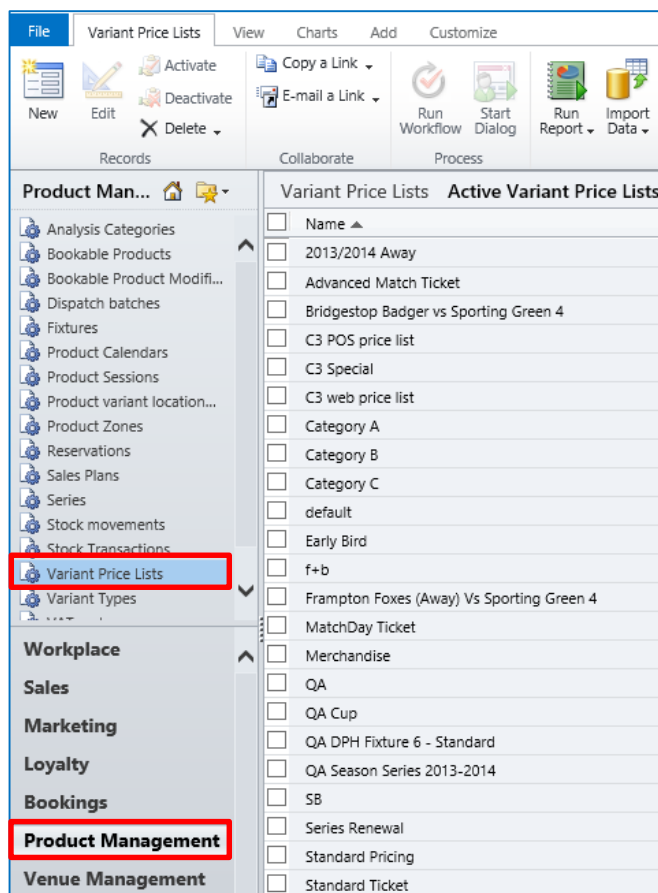 File
Variant Price Lists
View
Charts
Add
Customize
New
Edit
Activate
Deactivate
Delete
Records
Copy a Link
E-mail a Link
Collaborate
Run Workflow
Start Dialog
Process
Run Report
Import Data
Product Man...
Analysis Categories
Bookable Products
Bookable Product Modifi...
Dispatch batches
Fixtures
Product Calendars
Product Sessions
Product variant location...
Product Zones
Reservations
Sales Plans
Series
Stock movements
Stock Transactions
Variant Price Lists
Variant Types
Workplace
Sales
Marketing
Loyalty
Bookings
Product Management
Venue Management
Variant Price Lists Active Variant Price Lists
Name
2013/2014 Away
Advanced Match Ticket
Bridgestop Badger vs Sporting Green 4
C3 POS price list
C3 Special
C3 web price list
Category A
Category B
Category C
default
Early Bird
f+b
Frampton Foxes (Away) Vs Sporting Green 4
MatchDay Ticket
Merchandise
QA
QA Cup
QA DPH Fixture 6 - Standard
QA Season Series 2013-2014
SB
Series Renewal
Standard Pricing
Standard Ticket